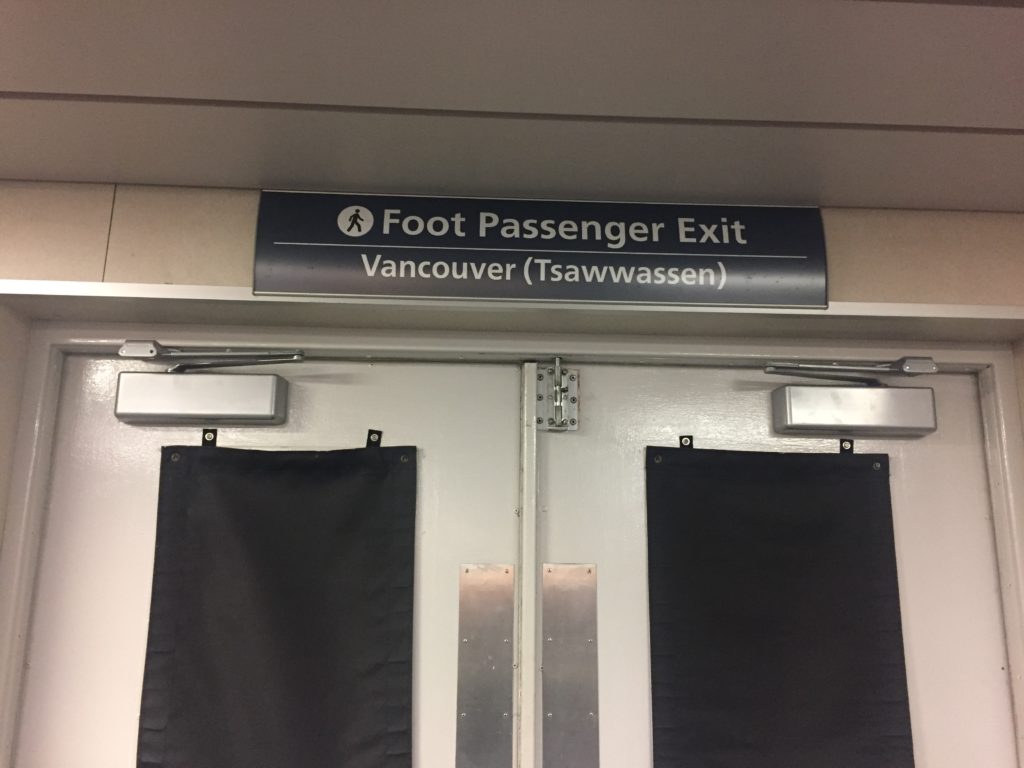 Foot Passenger Exit
Vancouver (Tsawwassen)